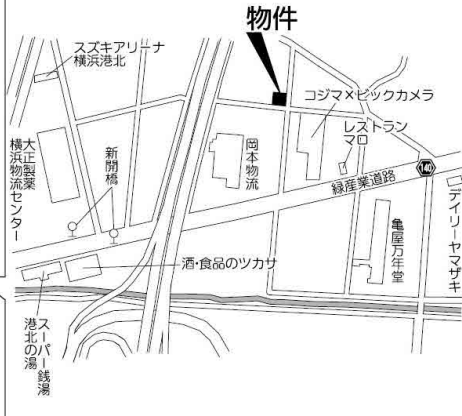 物件
スズキアリーナ
横浜港北
コジマ×ビックカメラ
レストラン
マロ
大正製薬
横浜物流センター
新開橋
岡本物流
140
緑産業道路
デイリーヤマザキ
亀屋万年堂
酒・食品のツカサ
スーパー銭湯
港北の湯